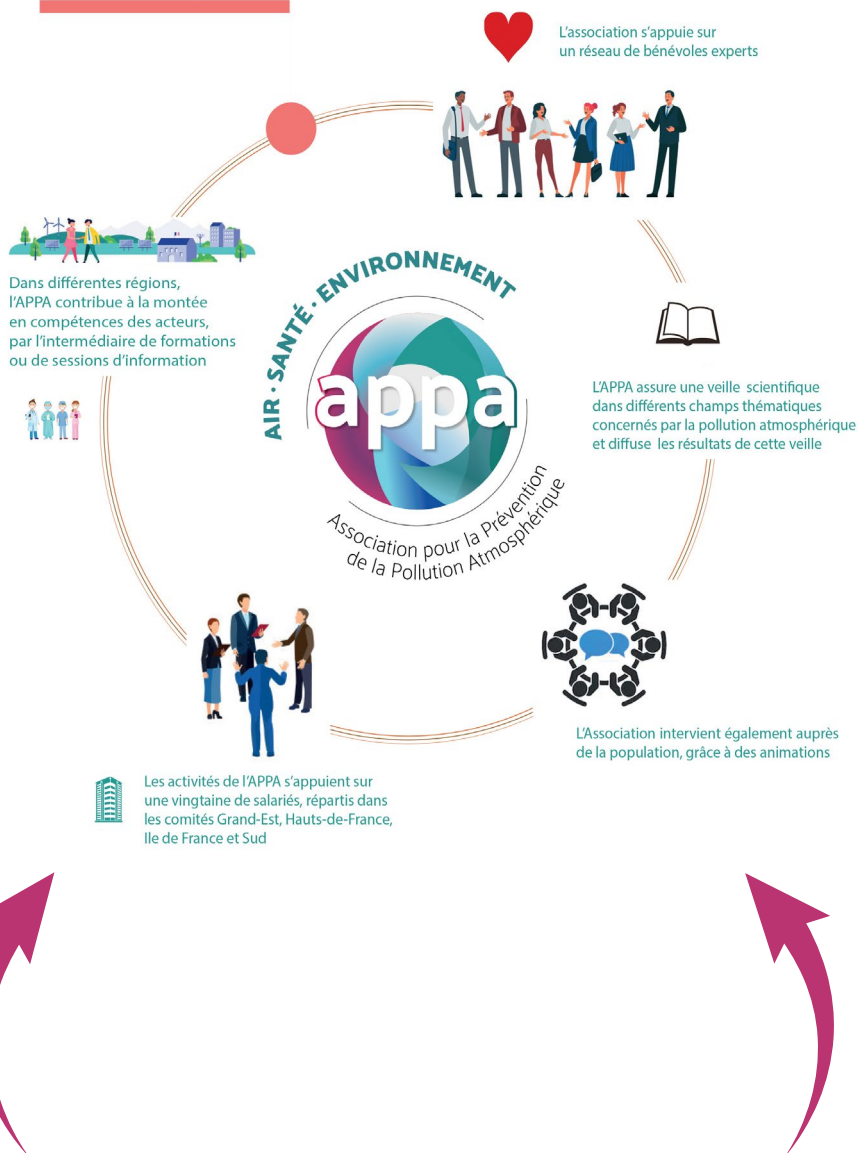 L'association s'appuie sur
un réseau de bénévoles experts
Dans différentes régions,
l'APPA contribue à la montée
en compétences des acteurs,
par l'intermédiaire de formations
ou de sessions d'information
AIR · SANTÉ · ENVIRONNEMENT
appa
Association pour la Prévention
de la Pollution Atmosphérique
L'APPA assure une veille scientifique
dans différents champs thématiques
concernés par la pollution atmosphérique
et diffuse les résultats de cette veille
L'Association intervient également auprès
de la population, grâce à des animations
Les activités de l'APPA s'appuient sur
une vingtaine de salariés, répartis dans
les comités Grand-Est, Hauts-de-France,
Ile de France et Sud